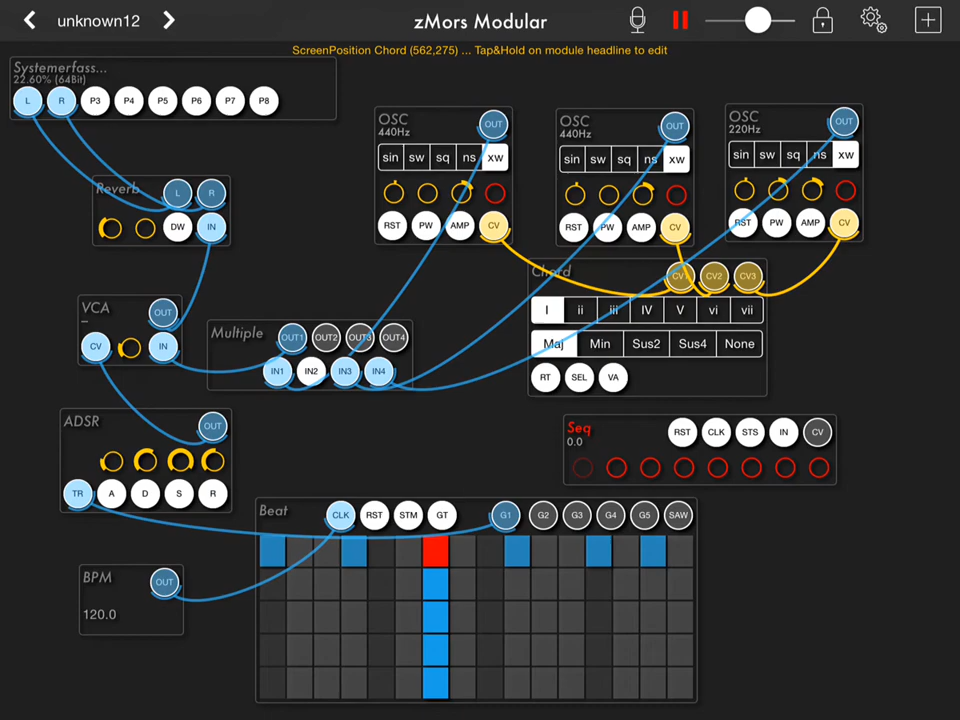 unknown12
zMors Modular
ScreenPosition Chord (562,275) ... Tap&Hold on module headline to edit
Systemerfass...
22.60% (64Bit)
L R P3 P4 P5 P6 P7 P8
OSC
440Hz
OUT
sin sw sq ns xw
RST PW AMP CV
OSC
440Hz
OUT
sin sw sq ns xw
RST PW AMP CV
OSC
220Hz
OUT
sin sw sq ns xw
RST PW AMP CV
Reverb
L R
DW IN
Chord
CV1 CV2 CV3
I ii iii IV V vi vii
Maj Min Sus2 Sus4 None
RT SEL VA
VCA
OUT
CV IN
Multiple
OUT1 OUT2 OUT3 OUT4
IN1 IN2 IN3 IN4
ADSR
OUT
TR A D S R
Seq
0.0
RST CLK STS IN CV
Beat
CLK RST STM GT G1 G2 G3 G4 G5 SAW
BPM
OUT
120.0